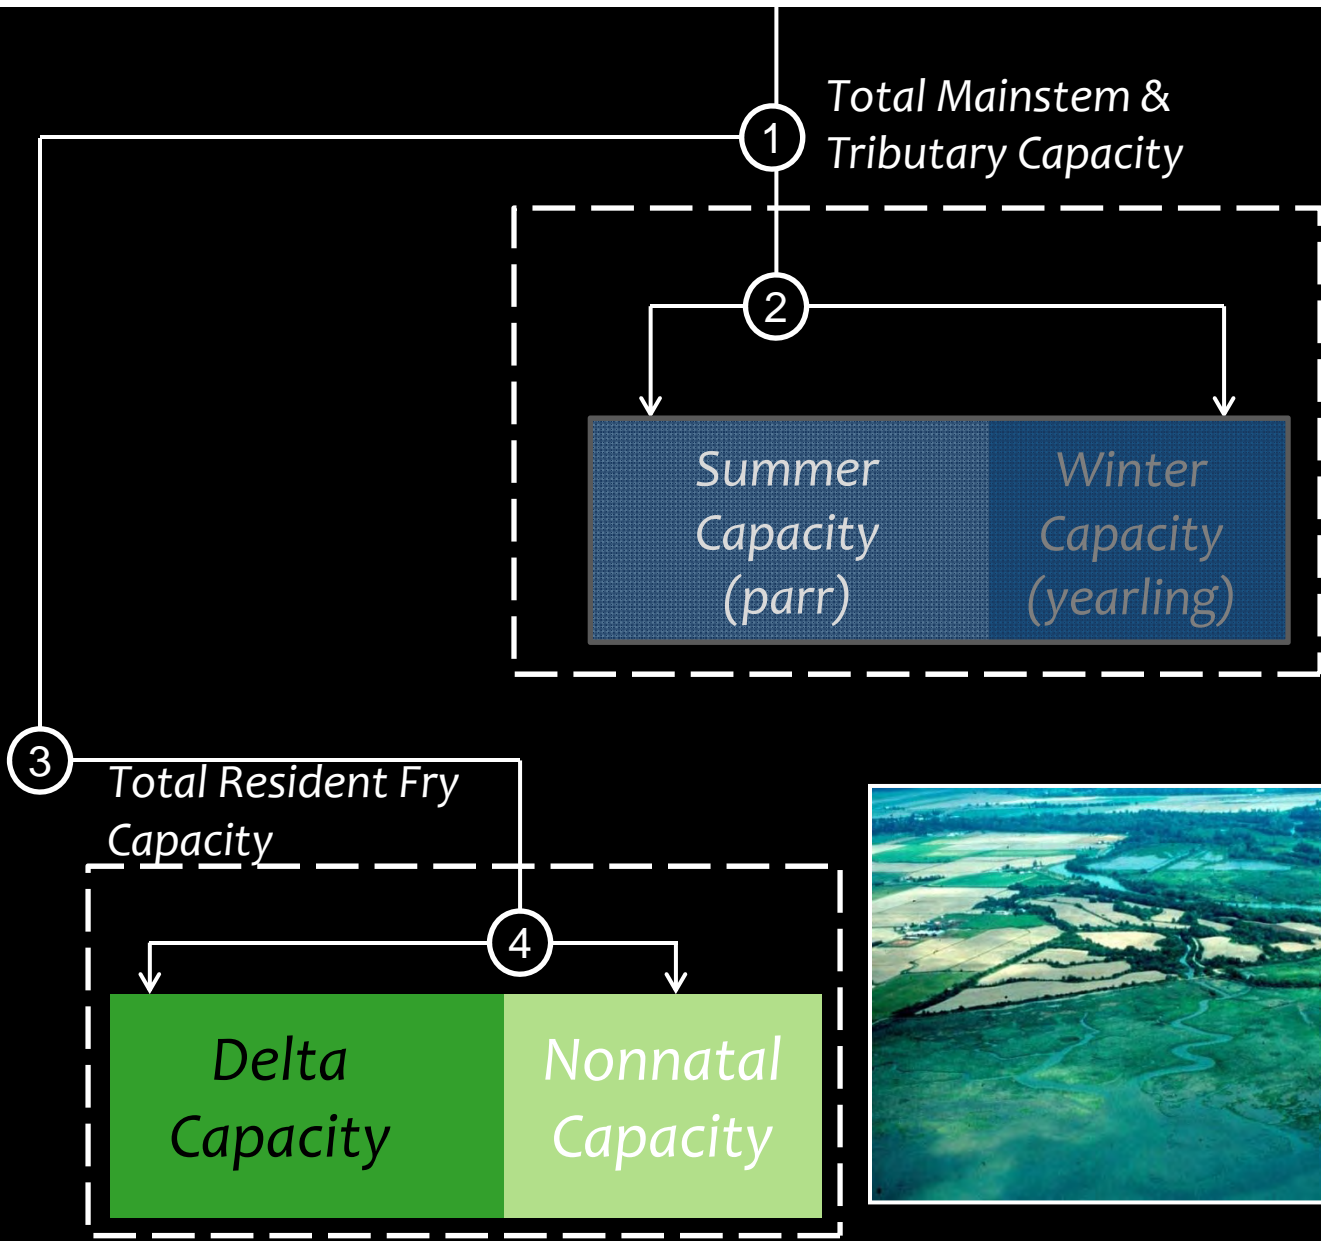 Total Mainstem &
1
Tributary Capacity
2
Summer
Capacity
(parr)
Winter
Capacity
(yearling)
3
Total Resident Fry
Capacity
4
Delta
Capacity
Nonnatal
Capacity